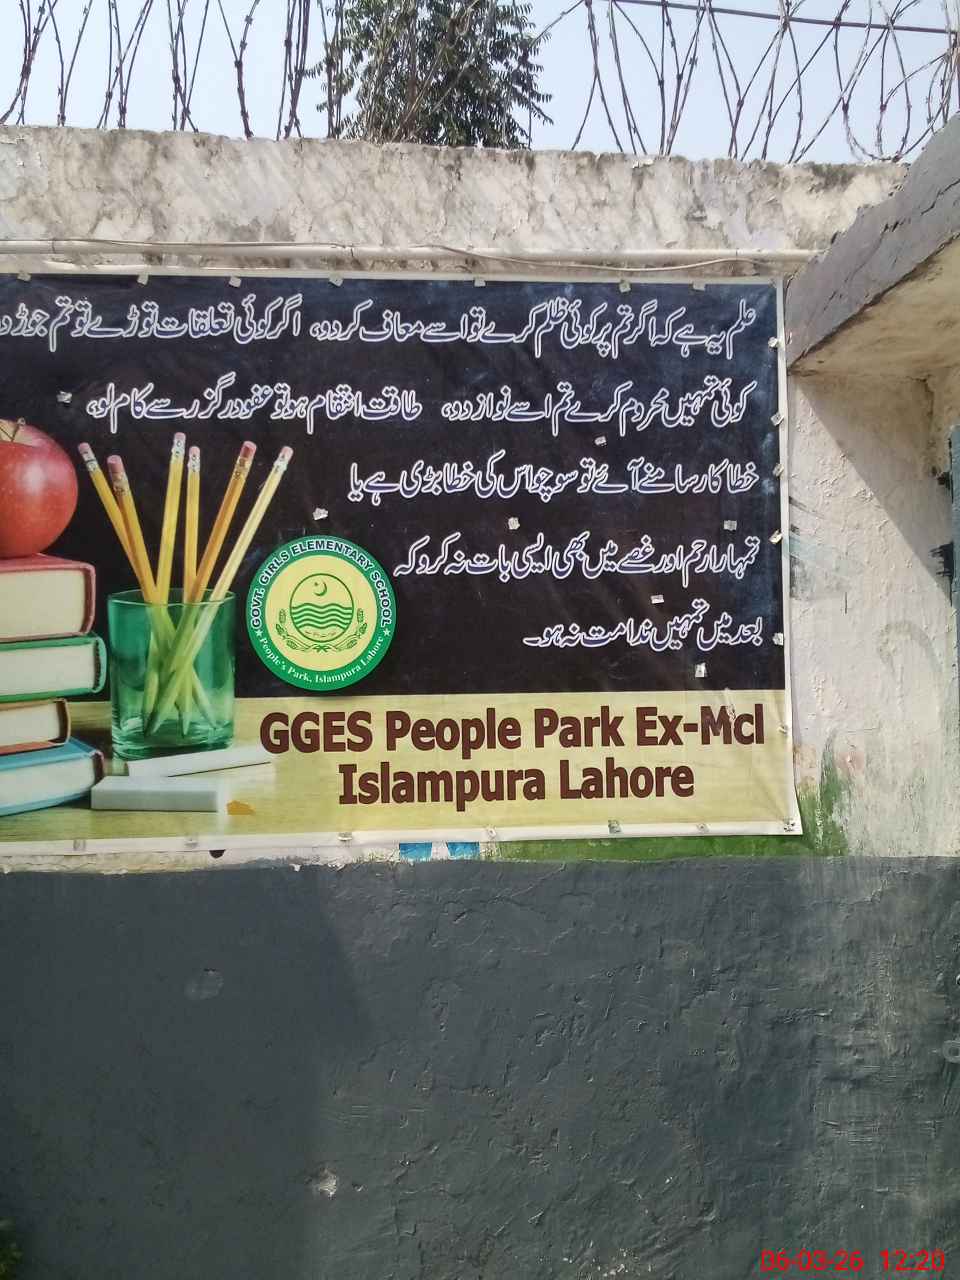 علم یہ ہے کہ اگر تم پر کوئی ظلم کرے تو اسے معاف کر دو، اگر کوئی تعلقات توڑے تو تم جوڑ دو
کوئی تمہیں محروم کرے تم اسے نواز دو، طاقت انتقام ہو تو عفو درگزر سے کام لو،
خطا کار سامنے آئے تو سوچو اس کی خطا بڑی ہے یا
تمہارا رحم اور غصے میں بھی ایسی بات نہ کرو کہ
بعد میں تمہیں ندامت نہ ہو۔
GOVT. GIRLS ELEMENTARY SCHOOL
★ People's Park, Islampura Lahore ★
GGES People Park Ex-Mcl
Islampura Lahore
06-03-26 12:20